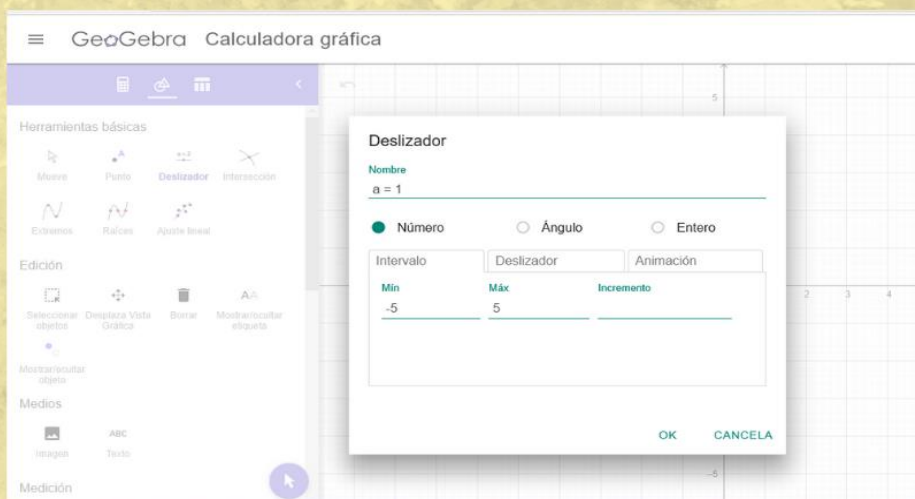 GeoGebra Calculadora gráfica
Herramientas básicas
Mueve Punto Deslizador Intersección
Extremos Raíces Ajuste lineal
Edición
Seleccionar objetos
Desplaza Vista Gráfica
Borrar
Mostrar/ocultar etiqueta
Mostrar/ocultar objeto
Medios
ABC
Imagen Texto
Medición
Deslizador
Nombre
a = 1
Número Ángulo Entero
Intervalo Deslizador Animación
Mín Máx Incremento
-5 5
OK CANCELA
5
2 3 4
-5